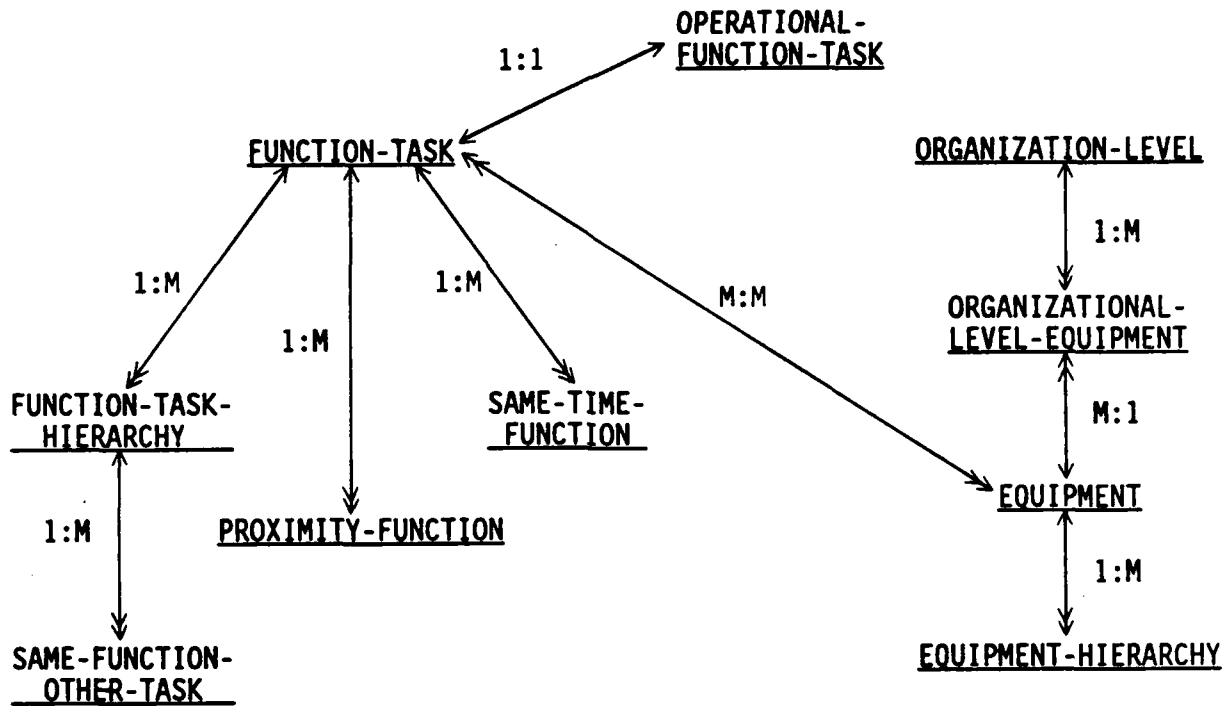 OPERATIONAL-
FUNCTION-TASK
1:1
FUNCTION-TASK
ORGANIZATION-LEVEL
1:M
1:M
1:M
M:M
ORGANIZATIONAL-
LEVEL-EQUIPMENT
1:M
FUNCTION-TASK-
HIERARCHY
SAME-TIME-
FUNCTION
M:1
EQUIPMENT
1:M
PROXIMITY-FUNCTION
1:M
SAME-FUNCTION-
OTHER-TASK
EQUIPMENT-HIERARCHY